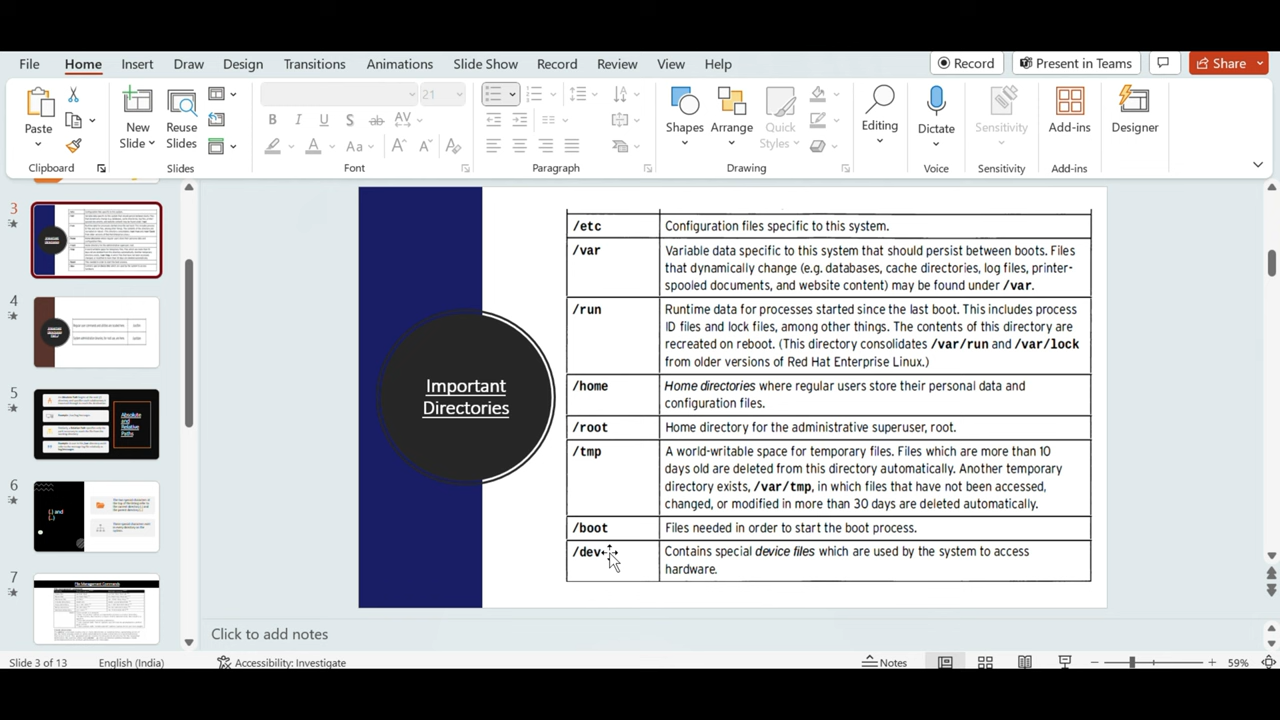 File Home Insert Draw Design Transitions Animations Slide Show Record Review View Help Record Present in Teams Share
21
Paste
New
Slide
Reuse
Slides
B I U S ab AV
A Aa A A
Shapes
Arrange
Quick
Styles
Editing
Dictate
Sensitivity
Add-ins
Designer
Clipboard Slides Font Paragraph Drawing Voice Sensitivity Add-ins
3
4
5
Absolute
and
Relative
Paths
6
(.) and
(..)
7
File Management Commands
Important
Directories
/etc Configuration files specific to this system.
/var Variable data specific to this system that should persist between boots. Files
that dynamically change (e.g. databases, cache directories, log files, printer-
spooled documents, and website content) may be found under /var.
/run Runtime data for processes started since the last boot. This includes process
ID files and lock files, among other things. The contents of this directory are
recreated on reboot. (This directory consolidates /var/run and /var/lock
from older versions of Red Hat Enterprise Linux.)
/home Home directories where regular users store their personal data and
configuration files.
/root Home directory for the administrative superuser, root.
/tmp A world-writable space for temporary files. Files which are more than 10
days old are deleted from this directory automatically. Another temporary
directory exists, /var/tmp, in which files that have not been accessed,
changed, or modified in more than 30 days are deleted automatically.
/boot Files needed in order to start the boot process.
/dev Contains special device files which are used by the system to access
hardware.
Click to add notes
Slide 3 of 13 English (India) Accessibility: Investigate Notes 59%